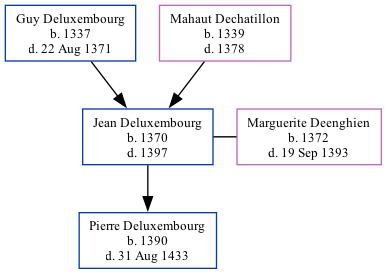 Guy Deluxembourg
b. 1337
d. 22 Aug 1371
Mahaut Dechatillon
b. 1339
d. 1378
Jean Deluxembourg
b. 1370
d. 1397
Marguerite Deenghien
b. 1372
d. 19 Sep 1393
Pierre Deluxembourg
b. 1390
d. 31 Aug 1433